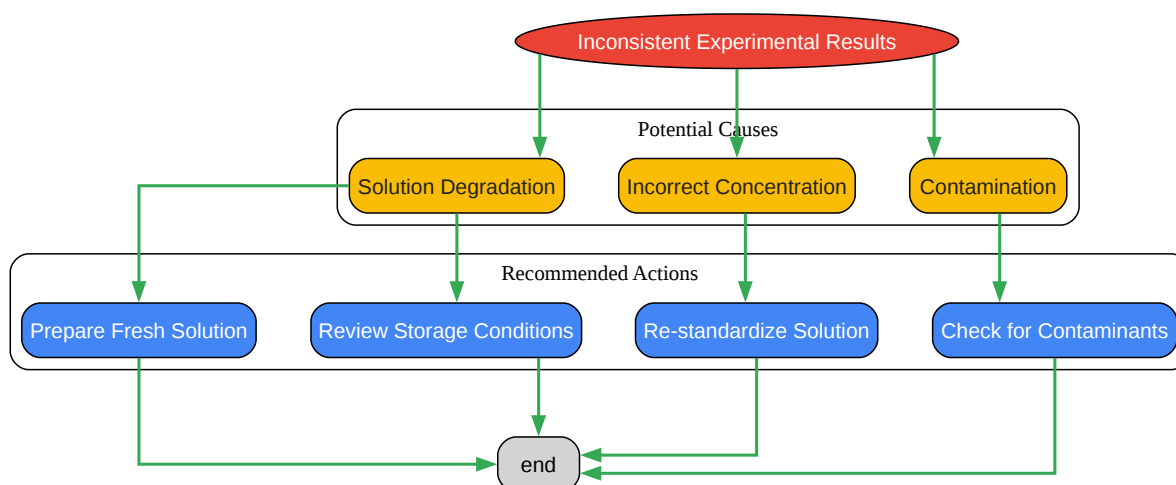 Inconsistent Experimental Results
Potential Causes
Solution Degradation
Incorrect Concentration
Contamination
Recommended Actions
Prepare Fresh Solution
Review Storage Conditions
Re-standardize Solution
Check for Contaminants
end